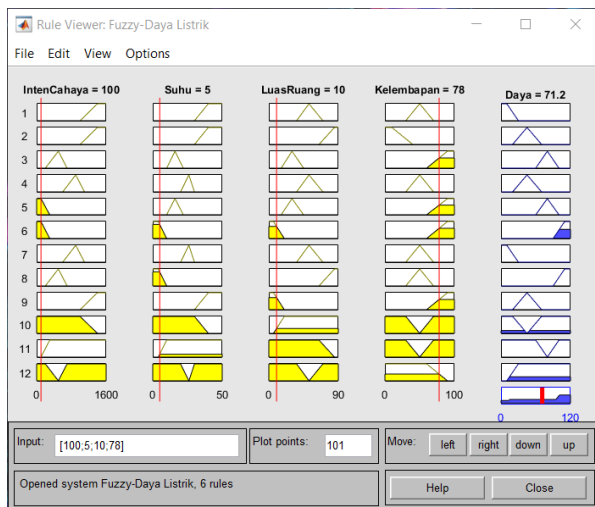 Rule Viewer: Fuzzy-Daya Listrik
File Edit View Options
IntenCahaya = 100 Suhu = 5 LuasRuang = 10 Kelembapan = 78 Daya = 71.2
1
2
3
4
5
6
7
8
9
10
11
12
0 1600 0 50 0 90 0 100
0 120
Input: [100;5;10;78] Plot points: 101 Move: left right down up
Opened system Fuzzy-Daya Listrik, 6 rules Help Close